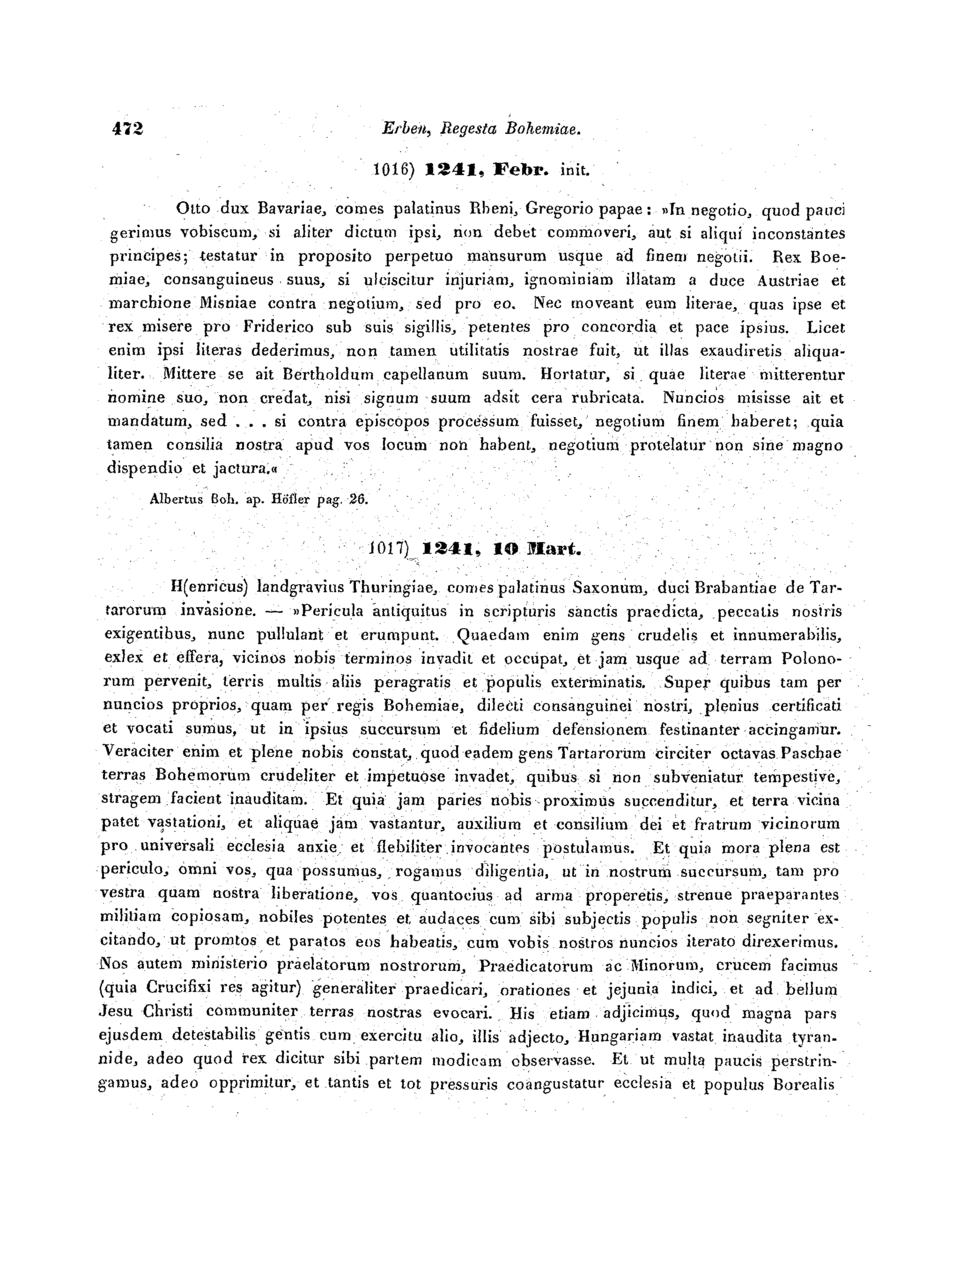 472 Erben, Regesta Bohemiae.
1016) 1241, Febr. init.
Otto dux Bavariae, comes palatinus Rheni, Gregorio papae: »In negotio, quod pauci
gerimus vobiscum, si aliter dictum ipsi, non debet commoveri, aut si aliqui inconstantes
principes; testatur in proposito perpetuo mansurum usque ad finem negotii. Rex Boe-
miae, consanguineus suus, si ulciscitur injuriam, ignominiam illatam a duce Austriae et
marchione Misniae contra negotium, sed pro eo. Nec moveant eum literae, quas ipse et
rex misere pro Friderico sub suis sigillis, petentes pro concordia et pace ipsius. Licet
enim ipsi literas dederimus, non tamen utilitatis nostrae fuit, ut illas exaudiretis aliqua-
liter. Mittere se ait Bertholdum capellanum suum. Hortatur, si quae literae mitterentur
nomine suo, non credat, nisi signum suum adsit cera rubricata. Nuncios misisse ait et
mandatum, sed . . . si contra episcopos processum fuisset, negotium finem haberet; quia
tamen consilia nostra apud vos locum non habent, negotium protelatur non sine magno
dispendio et jactura.«
Albertus Boh. ap. Höfler pag. 26.
1017) 1241, 10 Mart.
H(enricus) landgravius Thuringiae, comes palatinus Saxonum, duci Brabantiae de Tar-
tarorum invasione. — »Pericula antiquitus in scripturis sanctis praedicta, peccatis nostris
exigentibus, nunc pullulant et erumpunt. Quaedam enim gens crudelis et innumerabilis,
exlex et effera, vicinos nobis terminos invadit et occupat, et jam usque ad terram Polono-
rum pervenit, terris multis aliis peragratis et populis exterminatis. Super quibus tam per
nuncios proprios, quam per regis Bohemiae, dilecti consanguinei nostri, plenius certificati
et vocati sumus, ut in ipsius succursum et fidelium defensionem festinanter accingamur.
Veraciter enim et plene nobis constat, quod eadem gens Tartarorum circiter octavas Paschae
terras Bohemorum crudeliter et impetuose invadet, quibus si non subveniatur tempestive,
stragem facient inauditam. Et quia jam paries nobis proximus succenditur, et terra vicina
patet vastationi, et aliquae jam vastantur, auxilium et consilium dei et fratrum vicinorum
pro universali ecclesia anxie et flebiliter invocantes postulamus. Et quia mora plena est
periculo, omni vos, qua possumus, rogamus diligentia, ut in nostrum succursum, tam pro
vestra quam nostra liberatione, vos quantocius ad arma properetis, strenue praeparantes
militiam copiosam, nobiles potentes et audaces cum sibi subjectis populis non segniter ex-
citando, ut promtos et paratos eos habeatis, cum vobis nostros nuncios iterato direxerimus.
Nos autem ministerio praelatorum nostrorum, Praedicatorum ac Minorum, crucem facimus
(quia Crucifixi res agitur) generaliter praedicari, orationes et jejunia indici, et ad bellum
Jesu Christi communiter terras nostras evocari. His etiam adjicimus, quod magna pars
ejusdem detestabilis gentis cum exercitu alio, illis adjecto, Hungariam vastat inaudita tyran-
nide, adeo quod rex dicitur sibi partem modicam observasse. Et ut multa paucis perstrin-
gamus, adeo opprimitur, et tantis et tot pressuris coangustatur ecclesia et populus Borealis